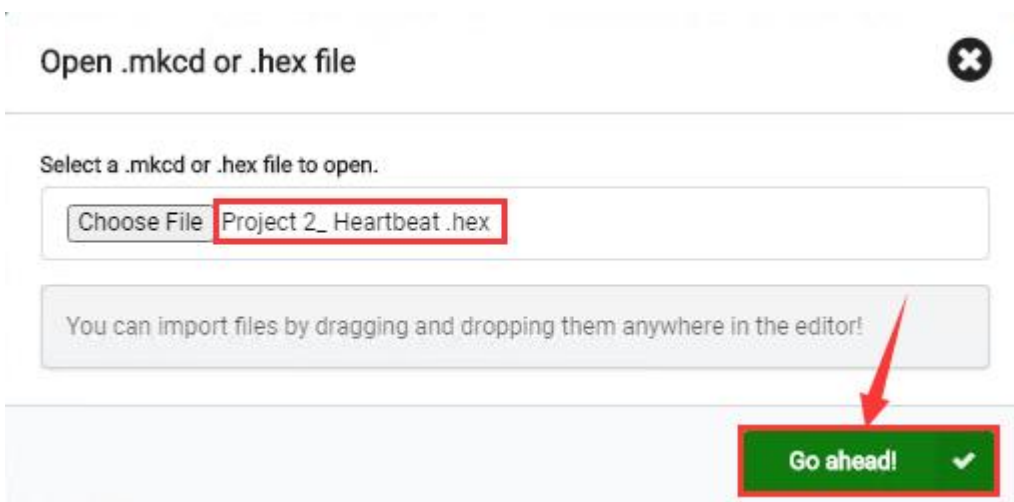 Open .mkcd or .hex file
Select a .mkcd or .hex file to open.
Choose File Project 2_ Heartbeat .hex
You can import files by dragging and dropping them anywhere in the editor!
Go ahead!